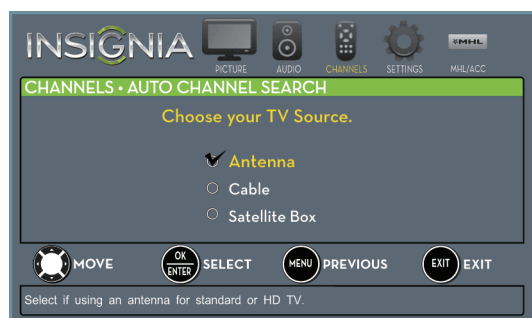 INSIGNIA
PICTURE AUDIO CHANNELS SETTINGS MHL MHL/ACC
CHANNELS • AUTO CHANNEL SEARCH
Choose your TV Source.
Antenna
Cable
Satellite Box
MOVE OK ENTER SELECT MENU PREVIOUS EXIT EXIT
Select if using an antenna for standard or HD TV.